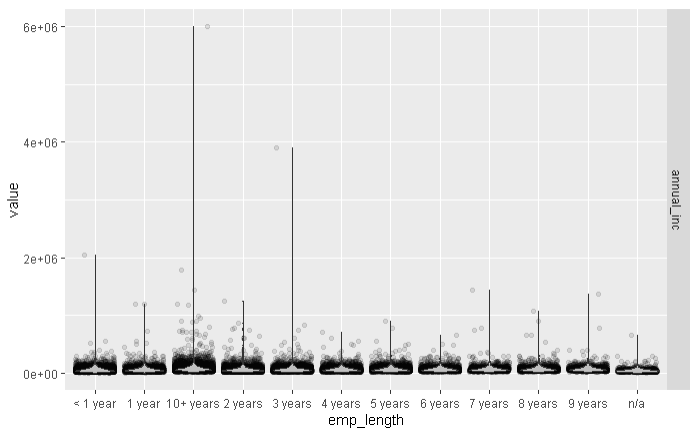 6e+06
4e+06
2e+06
0e+00
value
annual_inc
< 1 year 1 year 10+ years 2 years 3 years 4 years 5 years 6 years 7 years 8 years 9 years n/a
emp_length